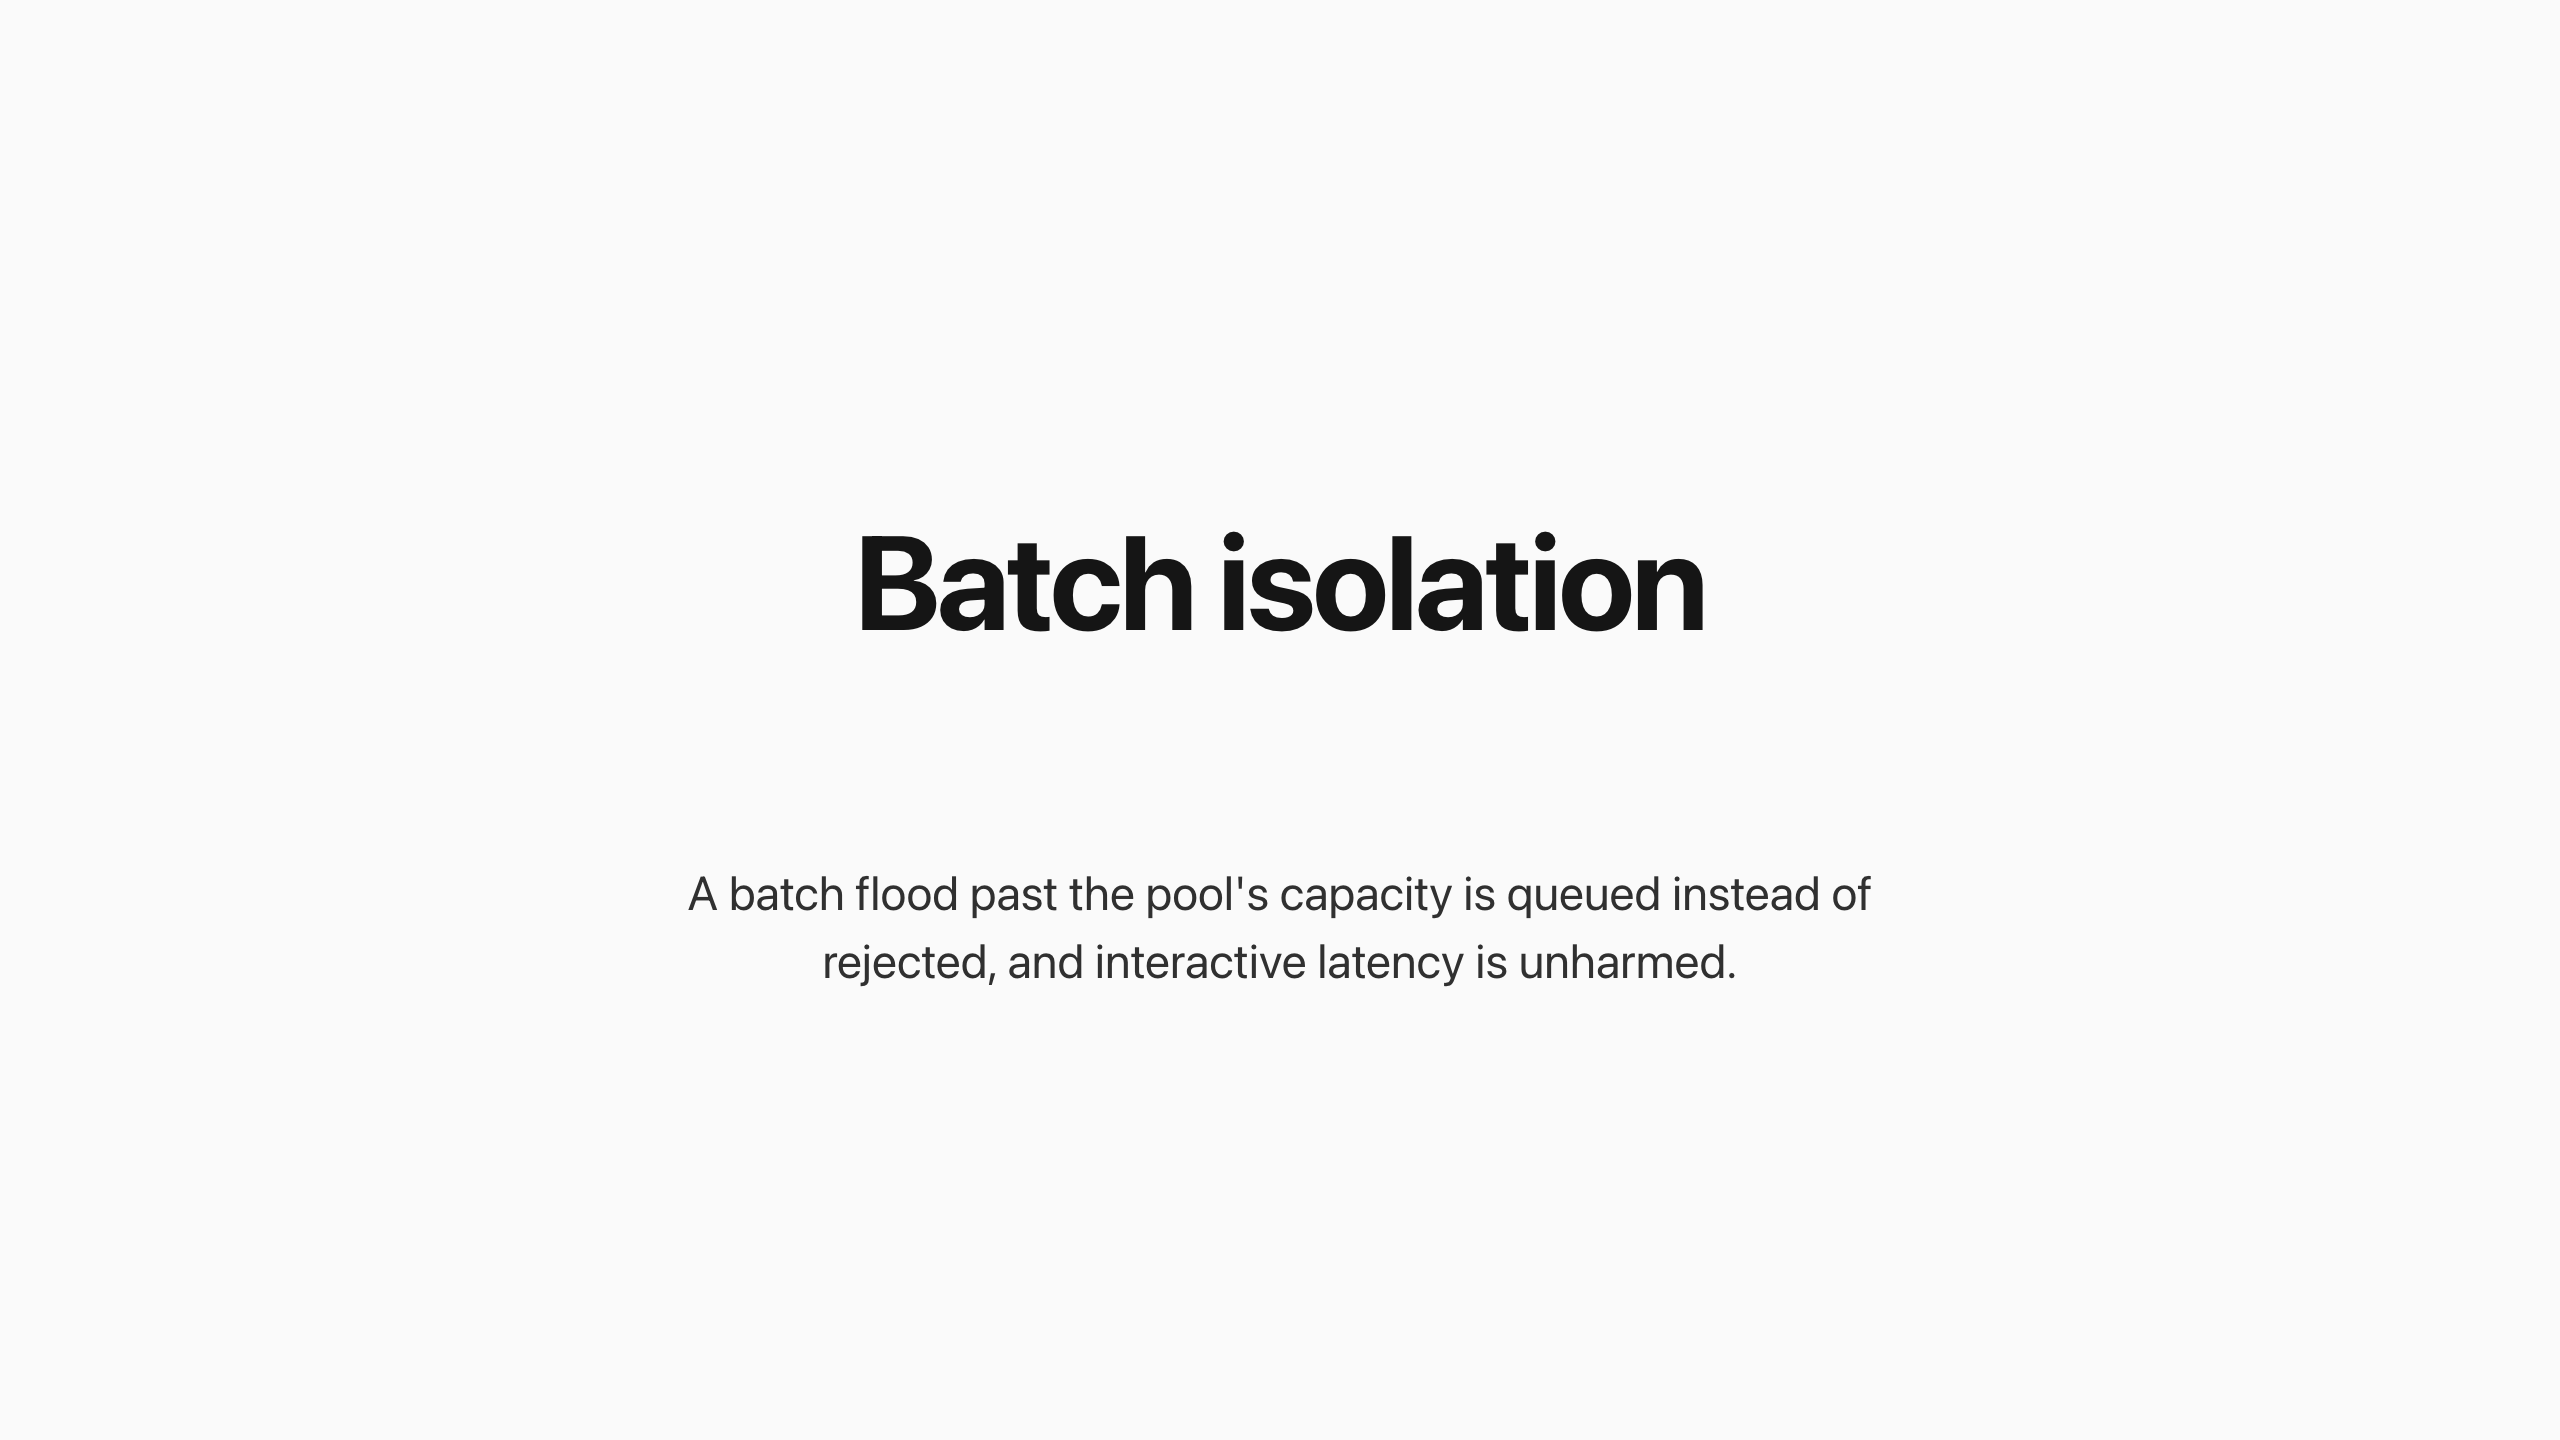 Batch isolation
A batch flood past the pool's capacity is queued instead of
rejected, and interactive latency is unharmed.